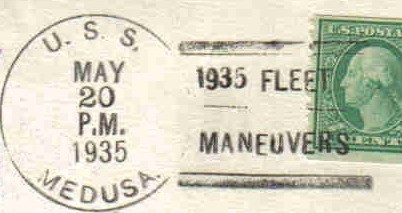 U. S. S.
MAY
20
P.M.
1935
MEDUSA
1935 FLEET
MANEUVERS
U.S. POSTAGE